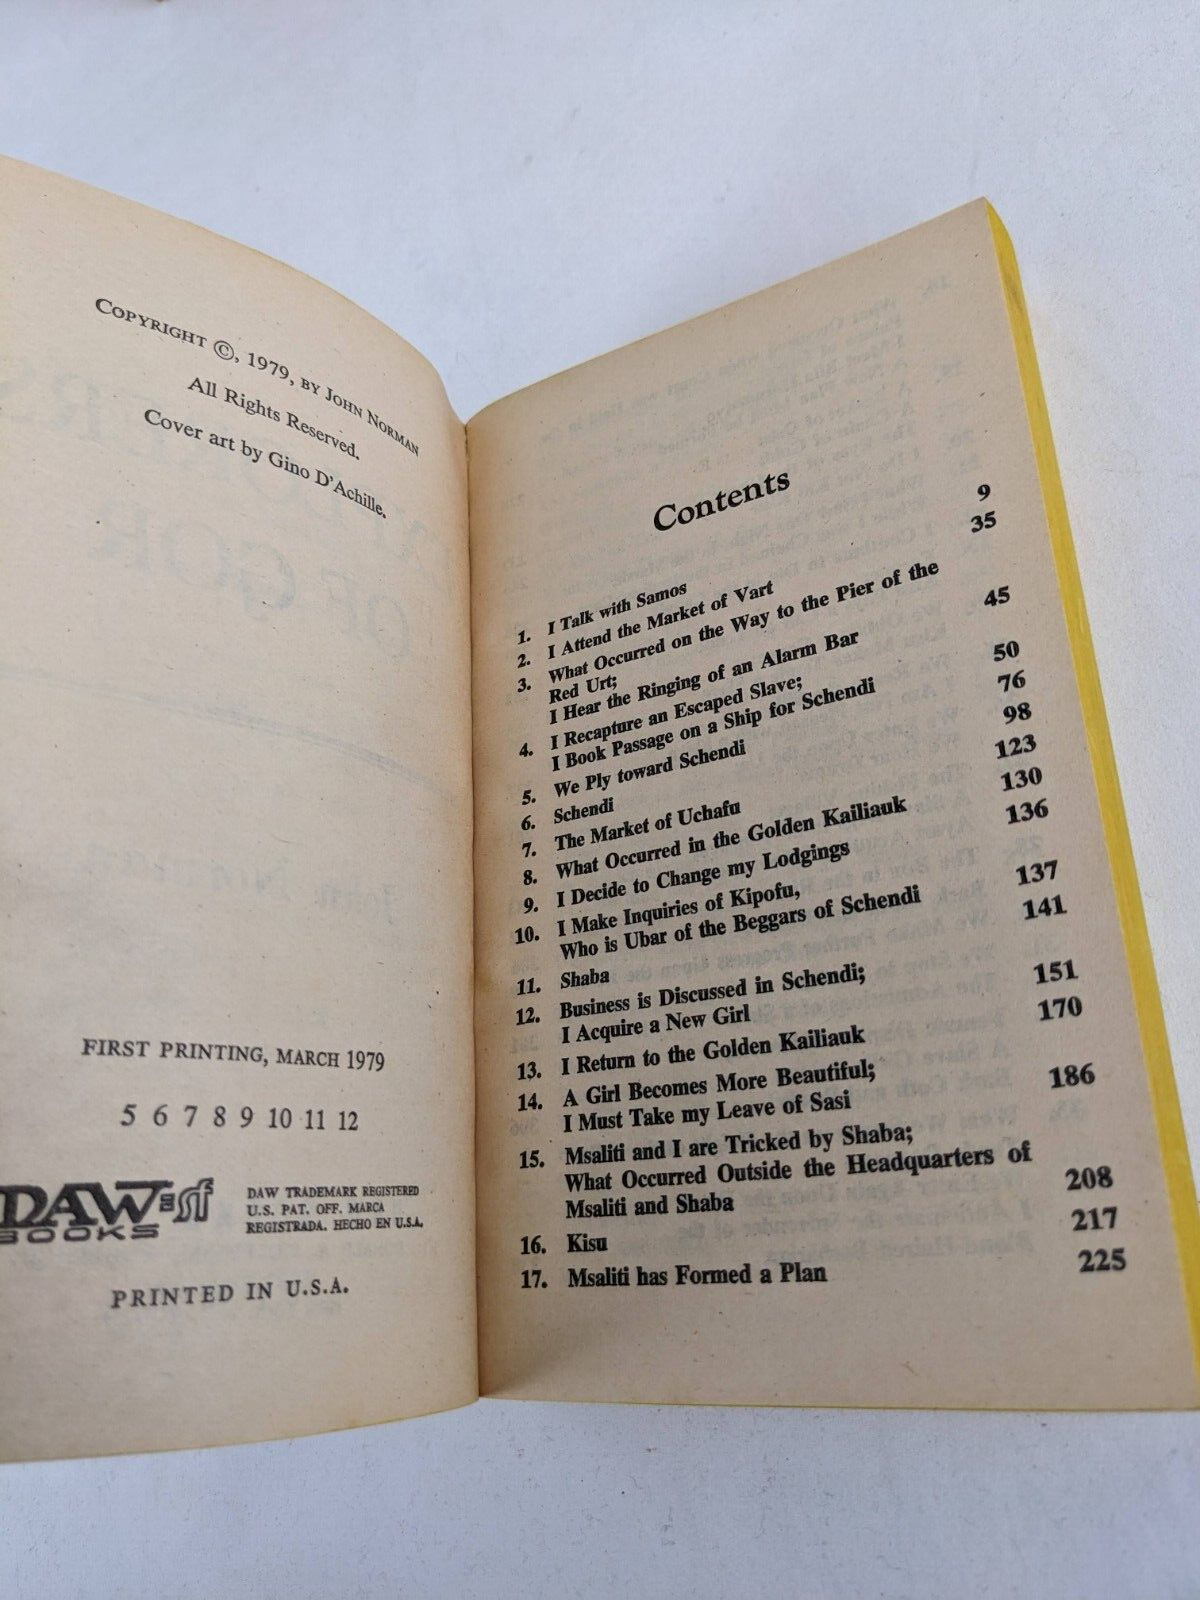 COPYRIGHT ©, 1979, BY JOHN NORMAN
All Rights Reserved.
Cover art by Gino D'Achille.
FIRST PRINTING, MARCH 1979
5 6 7 8 9 10 11 12
DAW sf
BOOKS
DAW TRADEMARK REGISTERED
U.S. PAT. OFF. MARCA
REGISTRADA. HECHO EN U.S.A.
PRINTED IN U.S.A.
Contents
1. I Talk with Samos 9
2. I Attend the Market of Vart 35
3. What Occurred on the Way to the Pier of the
Red Urt;
I Hear the Ringing of an Alarm Bar 45
4. I Recapture an Escaped Slave;
I Book Passage on a Ship for Schendi 50
5. We Ply toward Schendi 76
6. Schendi 98
7. The Market of Uchafu 123
8. What Occurred in the Golden Kailiauk 130
9. I Decide to Change my Lodgings 136
10. I Make Inquiries of Kipofu,
Who is Ubar of the Beggars of Schendi 137
11. Shaba 141
12. Business is Discussed in Schendi;
I Acquire a New Girl 151
13. I Return to the Golden Kailiauk 170
14. A Girl Becomes More Beautiful;
I Must Take my Leave of Sasi 186
15. Msaliti and I are Tricked by Shaba;
What Occurred Outside the Headquarters of
Msaliti and Shaba 208
16. Kisu 217
17. Msaliti has Formed a Plan 225